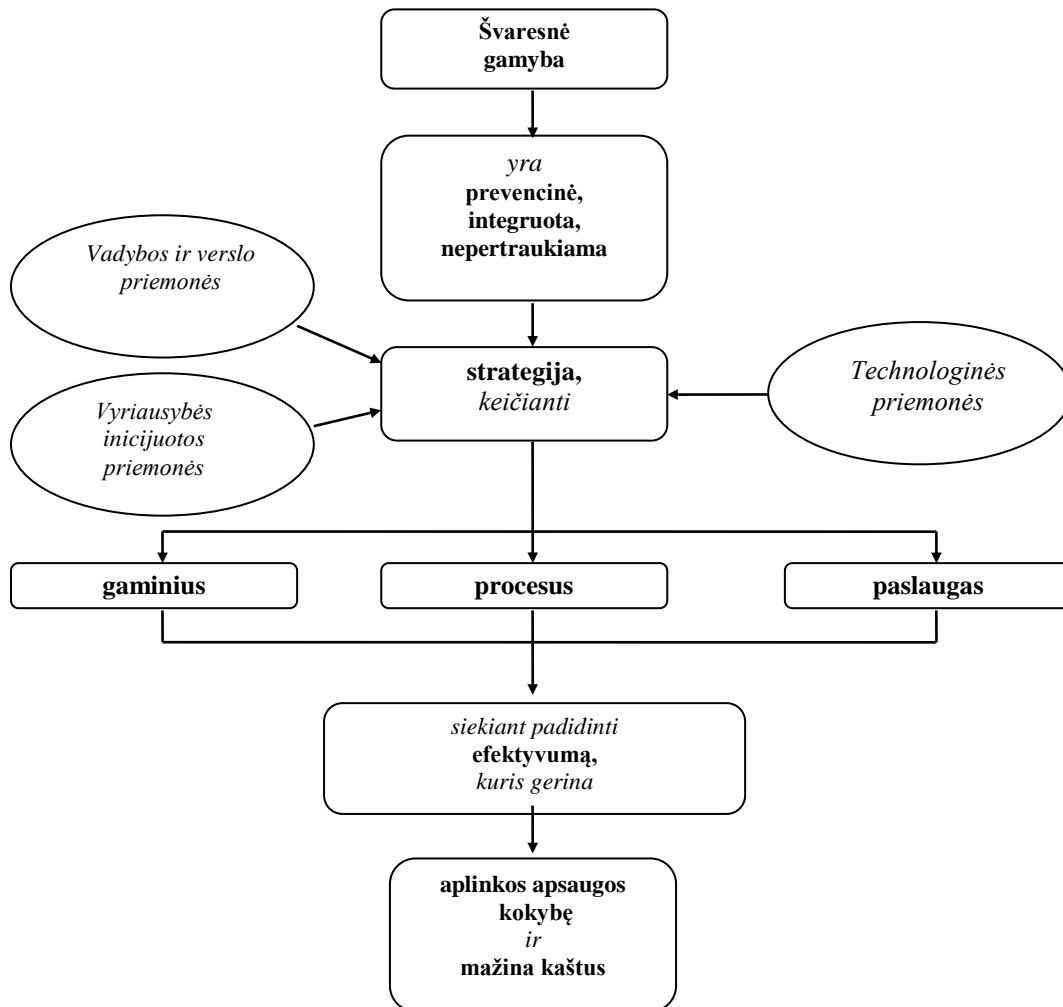 Švaresnė
gamyba
yra
prevencinė,
integruota,
nepertraukiama
Vadybos ir verslo
priemonės
strategija,
keičianti
Technologinės
priemonės
Vyriausybės
inicijuotos
priemonės
gaminius
procesus
paslaugas
siekiant padidinti
efektyvumą,
kuris gerina
aplinkos apsaugos
kokybę
ir
mažina kaštus